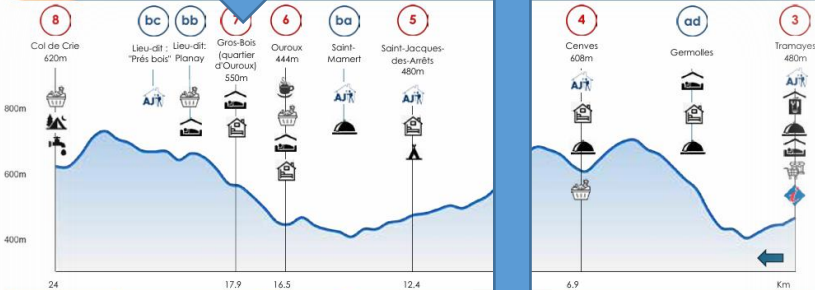 8
bc
bb
7
6
ba
5
4
ad
3
Col de Crie
620m
Lieu-dit :
"Prés bois"
Lieu-dit:
Planay
Gros-Bois
(quartier
d'Ouroux)
550m
Ouroux
444m
Saint-
Mamert
Saint-Jacques-
des-Arrêts
480m
Cenves
608m
Germolles
Tramayes
480m
AJ
AJ
AJ
AJ
AJ
800m
600m
400m
24
17.9
16.5
12.4
6.9
Km